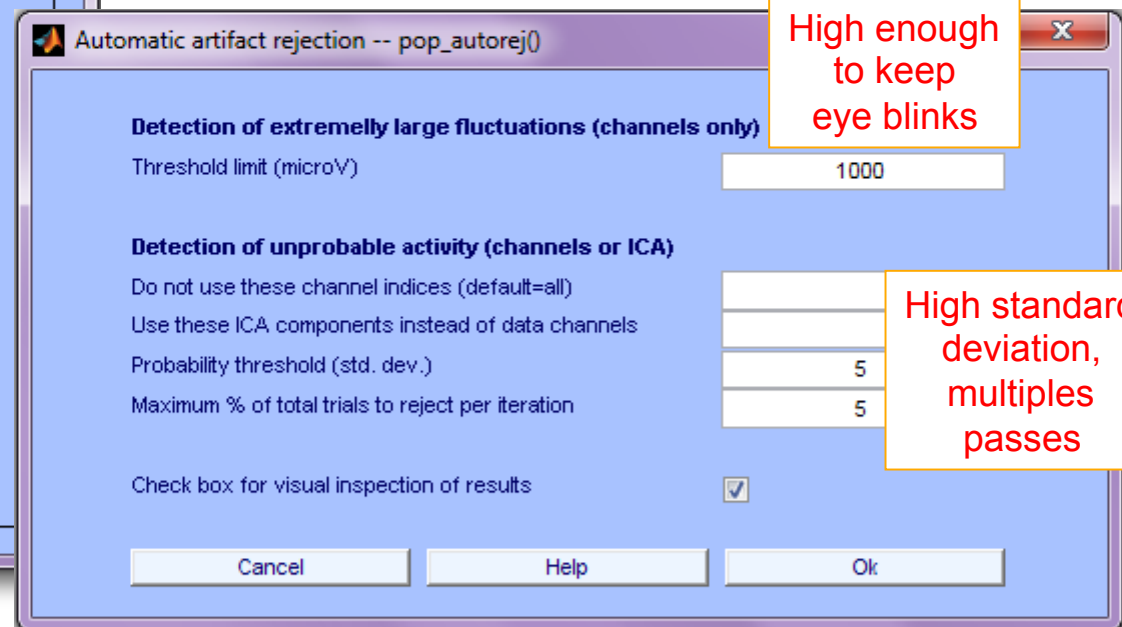 Automatic artifact rejection -- pop_autorej()
High enough
to keep
eye blinks
x
Detection of extremelly large fluctuations (channels only)
Threshold limit (microV)
1000
Detection of unprobable activity (channels or ICA)
Do not use these channel indices (default=all)
Use these ICA components instead of data channels
Probability threshold (std. dev.)
5
Maximum % of total trials to reject per iteration
5
High standard
deviation,
multiples
passes
Check box for visual inspection of results
Cancel
Help
Ok